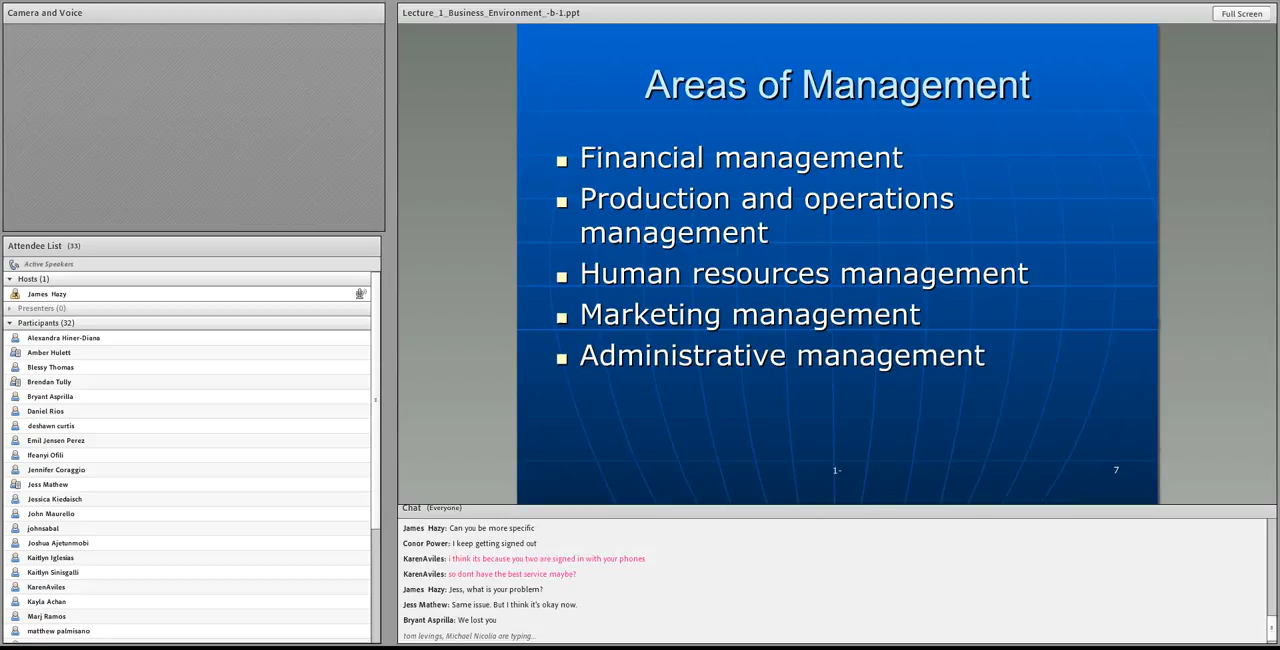 Camera and Voice
Attendee List (33)
Active Speakers
Hosts (1)
James Hazy
Presenters (0)
Participants (32)
Alexandra Hiner-Diana
Amber Hulett
Blessy Thomas
Brendan Tully
Bryant Asprilla
Daniel Rios
deshawn curtis
Emil Jensen Perez
Ifeanyi Ofili
Jennifer Coraggio
Jess Mathew
Jessica Kiedaisch
John Maurello
johnsabal
Joshua Ajetunmobi
Kaitlyn Iglesias
Kaitlyn Sinisgalli
KarenAviles
Kayla Achan
Marj Ramos
matthew palmisano
Lecture_1_Business_Environment_-b-1.ppt
Full Screen
Areas of Management
Financial management
Production and operations
management
Human resources management
Marketing management
Administrative management
1-
7
Chat (Everyone)
James Hazy: Can you be more specific
Conor Power: I keep getting signed out
KarenAviles: i think its because you two are signed in with your phones
KarenAviles: so dont have the best service maybe?
James Hazy: Jess, what is your problem?
Jess Mathew: Same issue. But I think it's okay now.
Bryant Asprilla: We lost you
tom levings, Michael Nicolia are typing...